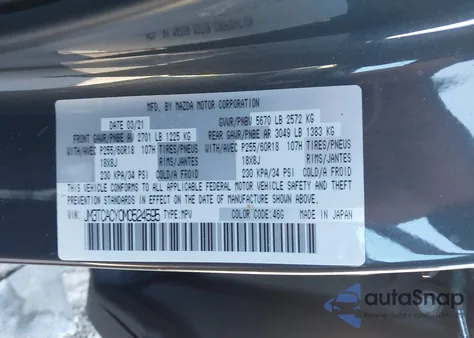 MFD. BY MAZDA MOTOR CORPORATION
DATE 03/21 GVWR/PNBV 5670 LB 2572 KG
FRONT GAWR/PNBE AV 2701 LB 1225 KG REAR GAWR/PNBE AR 3049 LB 1383 KG
WITH/AVEC P255/60R18 107H TIRES/PNEUS WITH/AVEC P255/60R18 107H TIRES/PNEUS
18X8J RIMS/JANTES 18X8J RIMS/JANTES
230 KPA/34 PSI COLD/A FROID 230 KPA/34 PSI COLD/A FROID
THIS VEHICLE CONFORMS TO ALL APPLICABLE FEDERAL MOTOR VEHICLE SAFETY, BUMPER, AND THEFT
PREVENTION STANDARDS IN EFFECT ON THE DATE OF MANUFACTURE SHOWN ABOVE.
VIN: JM3TCACY0M0524595 TYPE:MPV COLOR CODE:46G MADE IN JAPAN
autoSnap